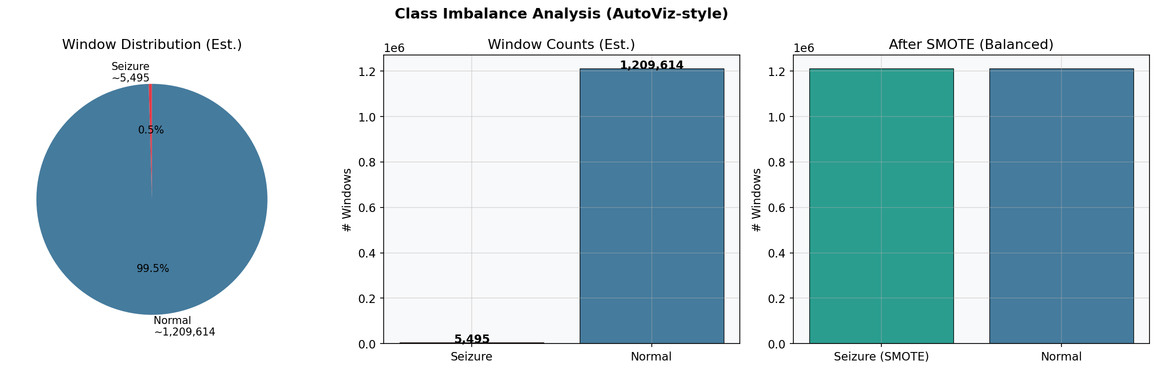 Class Imbalance Analysis (AutoViz-style)
Window Distribution (Est.)
Seizure
~5,495
0.5%
99.5%
Normal
~1,209,614
Window Counts (Est.)
1e6
1,209,614
1.2
1.0
0.8
0.6
0.4
0.2
0.0
# Windows
5,495
Seizure
Normal
After SMOTE (Balanced)
1e6
1.2
1.0
0.8
0.6
0.4
0.2
0.0
# Windows
Seizure (SMOTE)
Normal